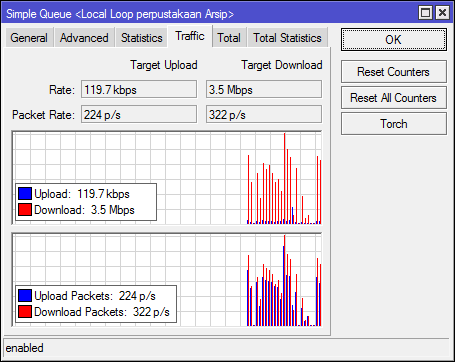 Simple Queue <Local Loop perpustakaan Arsip>
General Advanced Statistics Traffic Total Total Statistics
OK
Target Upload Target Download
Reset Counters
Rate: 119.7 kbps 3.5 Mbps
Reset All Counters
Packet Rate: 224 p/s 322 p/s
Torch
Upload: 119.7 kbps
Download: 3.5 Mbps
Upload Packets: 224 p/s
Download Packets: 322 p/s
enabled